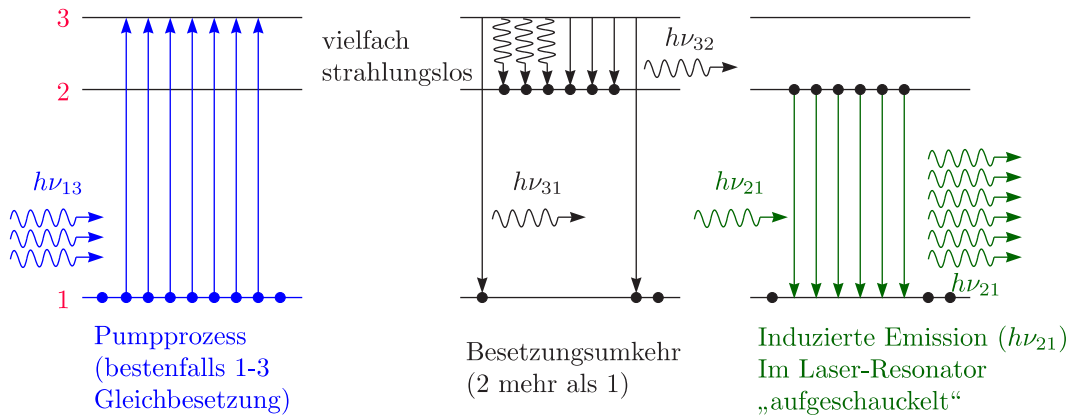 3
2
1
hν₁₃
Pumpprozess
(bestenfalls 1-3
Gleichbesetzung)
vielfach
strahlungslos
hν₃₂
hν₃₁
Besetzungsumkehr
(2 mehr als 1)
hν₂₁
hν₂₁
Induzierte Emission (hν₂₁)
Im Laser-Resonator
„aufgeschauckelt“